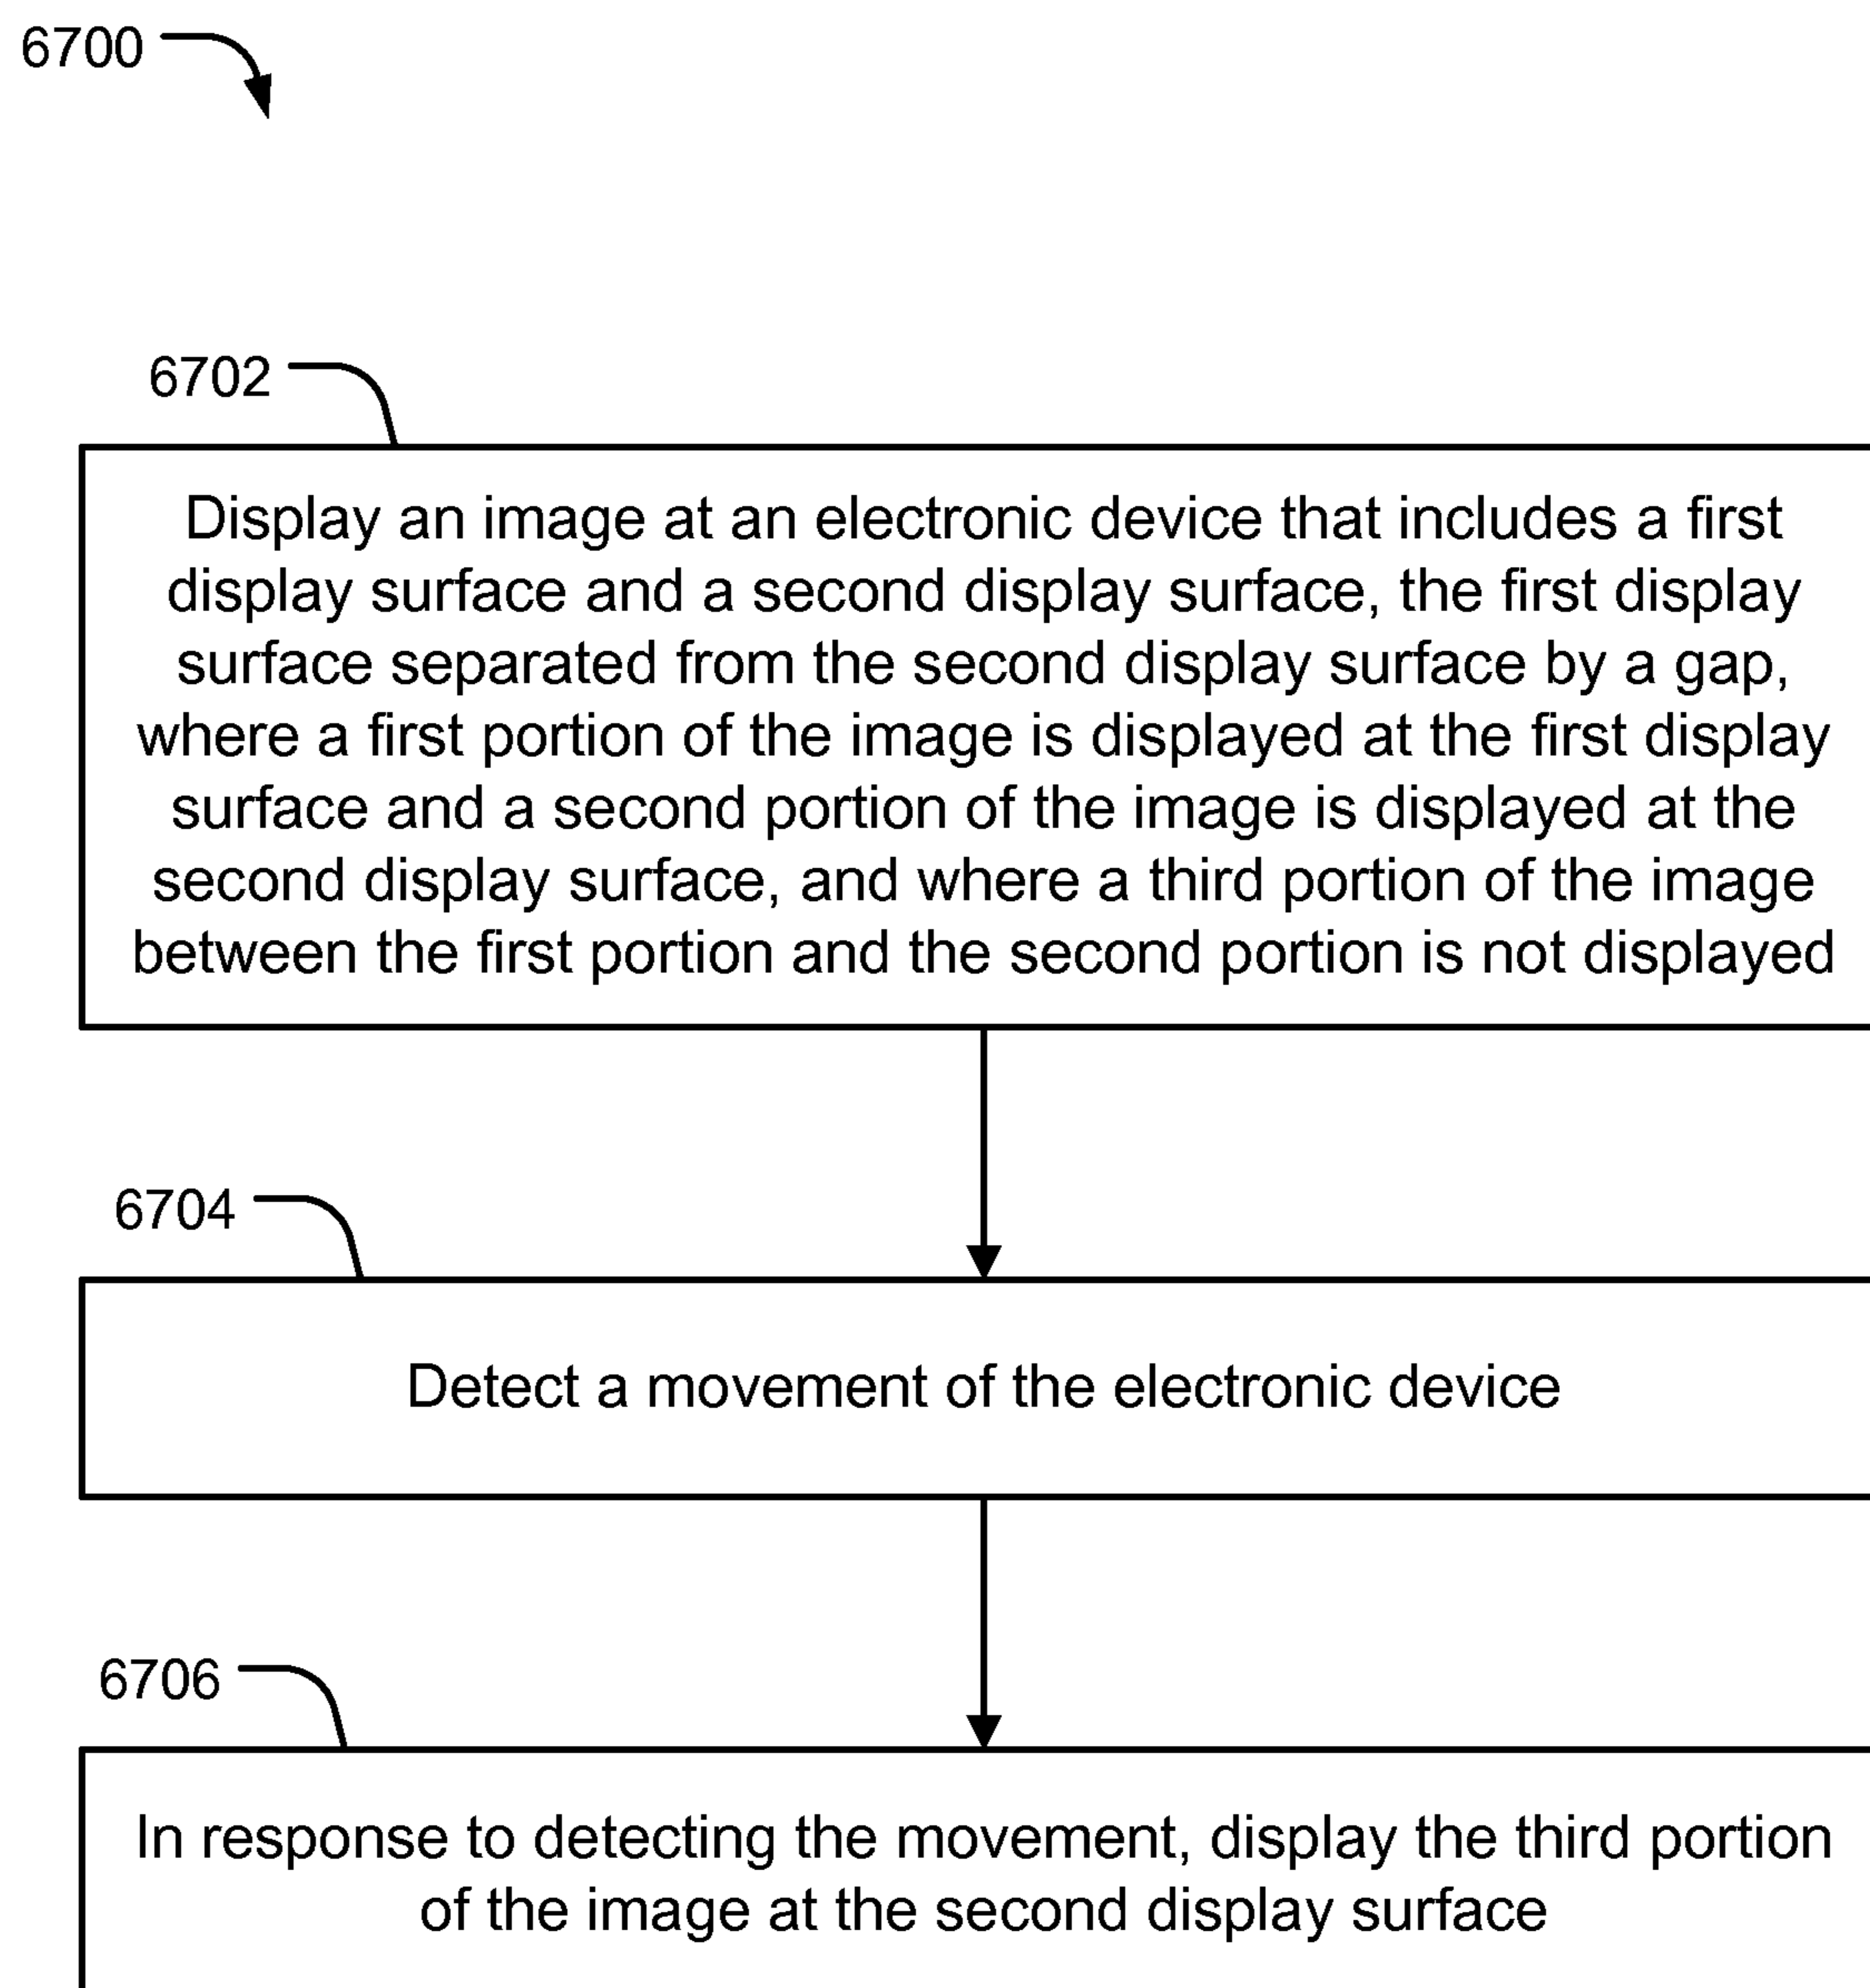 6700
6702
Display an image at an electronic device that includes a first
display surface and a second display surface, the first display
surface separated from the second display surface by a gap,
where a first portion of the image is displayed at the first display
surface and a second portion of the image is displayed at the
second display surface, and where a third portion of the image
between the first portion and the second portion is not displayed
6704
Detect a movement of the electronic device
6706
In response to detecting the movement, display the third portion
of the image at the second display surface